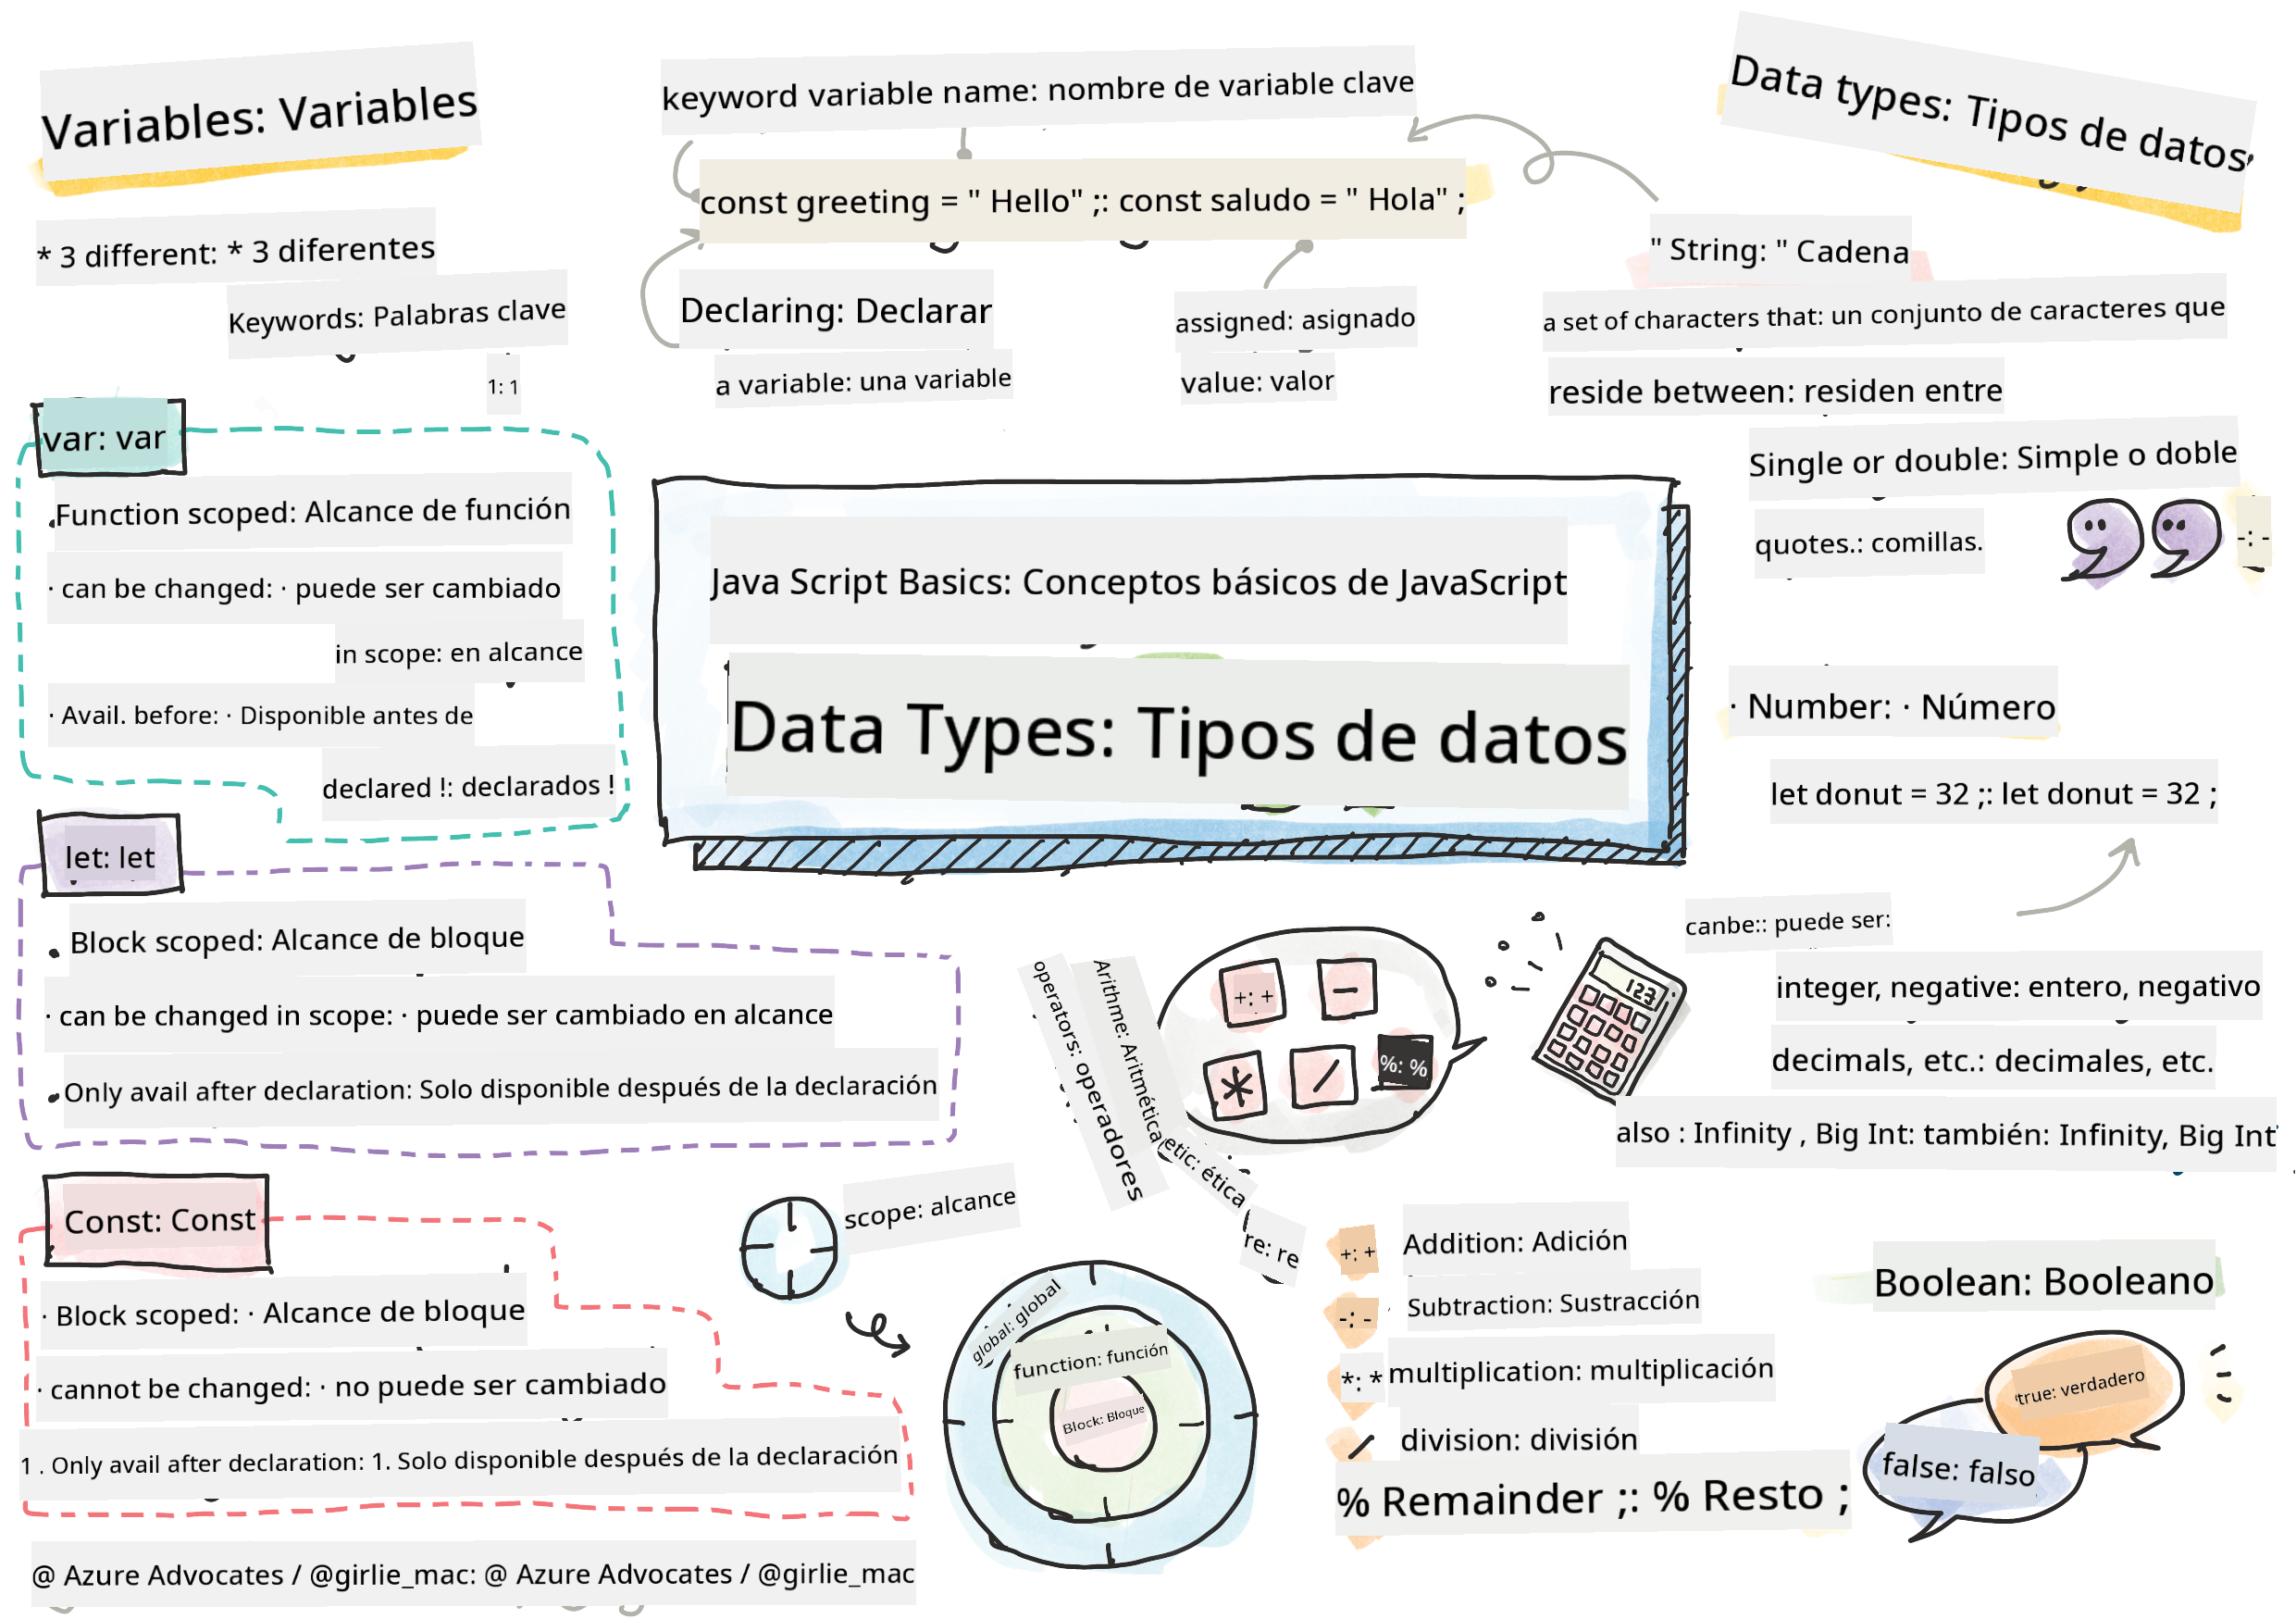 Variables: Variables
* 3 different: * 3 diferentes
Keywords: Palabras clave
1: 1
var: var
Function scoped: Alcance de función
· can be changed: · puede ser cambiado
in scope: en alcance
· Avail. before: · Disponible antes de
declared !: declarados !
let: let
Block scoped: Alcance de bloque
· can be changed in scope: · puede ser cambiado en alcance
Only avail after declaration: Solo disponible después de la declaración
Const: Const
· Block scoped: · Alcance de bloque
· cannot be changed: · no puede ser cambiado
1 . Only avail after declaration: 1. Solo disponible después de la declaración
@ Azure Advocates / @girlie_mac: @ Azure Advocates / @girlie_mac
keyword variable name: nombre de variable clave
const greeting = " Hello" ;: const saludo = " Hola" ;
Declaring: Declarar
a variable: una variable
assigned: asignado
value: valor
Java Script Basics: Conceptos básicos de JavaScript
Data Types: Tipos de datos
scope: alcance
global: global
function: función
Block: Bloque
operators: operadores
Arithme: Aritmética
etic: ética
re: re
+: +
-
*
/
%: %
123
+: + Addition: Adición
-: - Subtraction: Sustracción
*: * multiplication: multiplicación
/ division: división
% Remainder ;: % Resto ;
Data types: Tipos de datos
" String: " Cadena
a set of characters that: un conjunto de caracteres que
reside between: residen entre
Single or double: Simple o doble
quotes.: comillas.
-: -
· Number: · Número
let donut = 32 ;: let donut = 32 ;
canbe:: puede ser:
integer, negative: entero, negativo
decimals, etc.: decimales, etc.
also : Infinity , Big Int: también: Infinity, Big Int
Boolean: Booleano
true: verdadero
false: falso